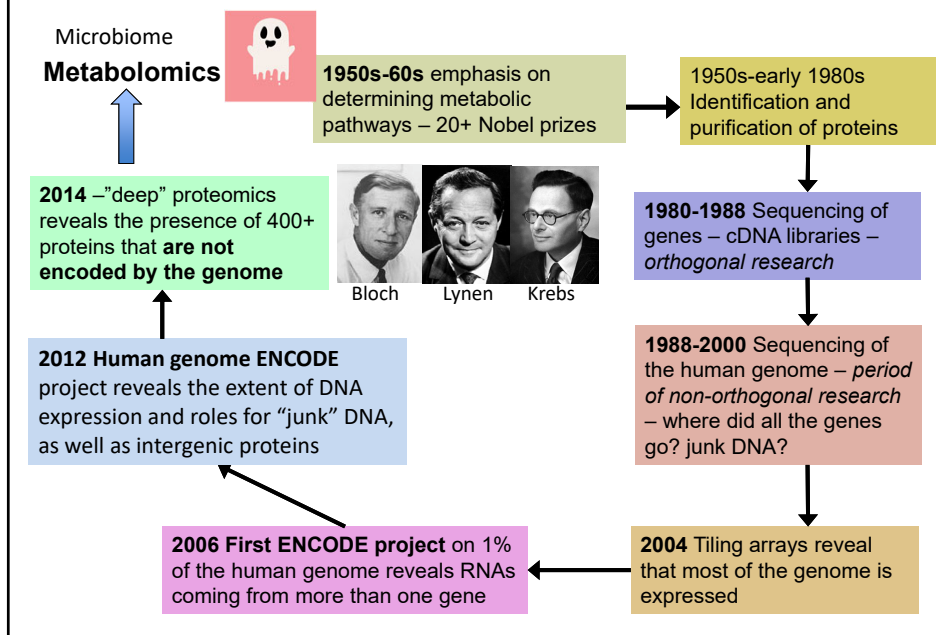 Microbiome
Metabolomics
1950s-60s emphasis on
determining metabolic
pathways – 20+ Nobel prizes
1950s-early 1980s
Identification and
purification of proteins
1980-1988 Sequencing of
genes – cDNA libraries –
orthogonal research
1988-2000 Sequencing of
the human genome – period
of non-orthogonal research
– where did all the genes
go? junk DNA?
2004 Tiling arrays reveal
that most of the genome is
expressed
2006 First ENCODE project on 1%
of the human genome reveals RNAs
coming from more than one gene
2012 Human genome ENCODE
project reveals the extent of DNA
expression and roles for “junk” DNA,
as well as intergenic proteins
2014 –”deep” proteomics
reveals the presence of 400+
proteins that are not
encoded by the genome
Bloch Lynen Krebs